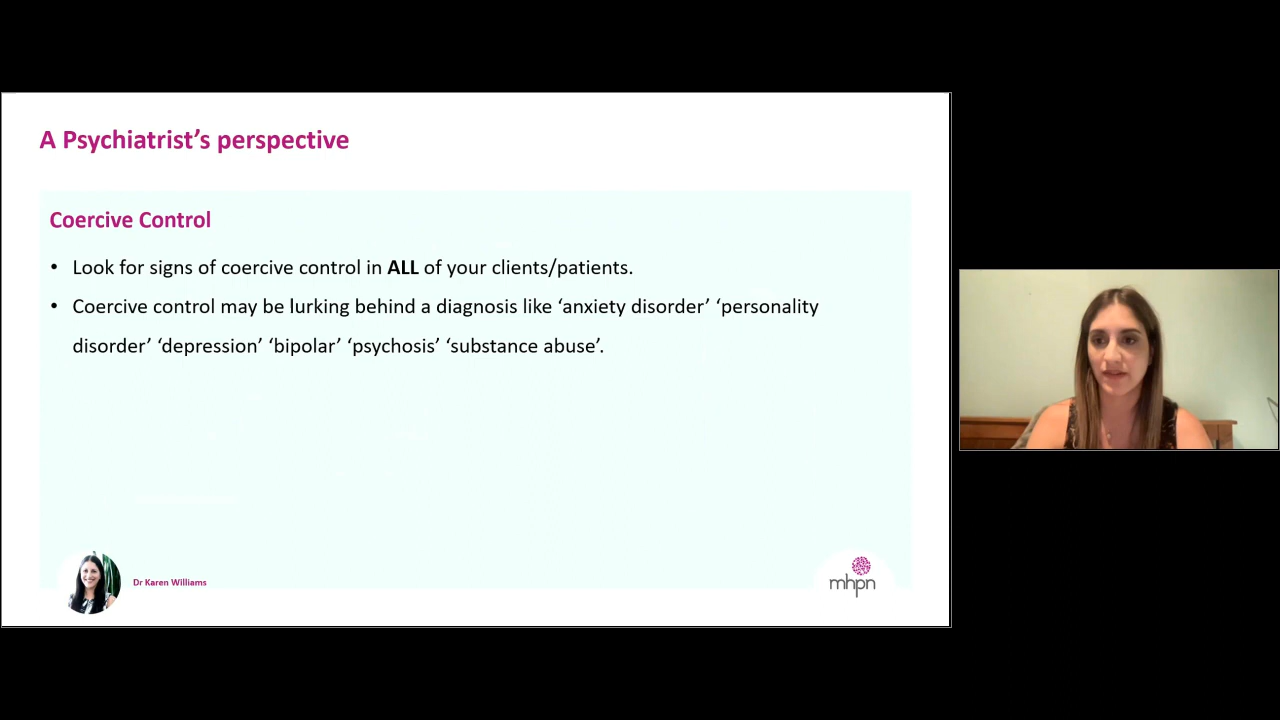 A Psychiatrist’s perspective
Coercive Control
• Look for signs of coercive control in ALL of your clients/patients.
• Coercive control may be lurking behind a diagnosis like ‘anxiety disorder’ ‘personality
disorder’ ‘depression’ ‘bipolar’ ‘psychosis’ ‘substance abuse’.
Dr Karen Williams
mhpn